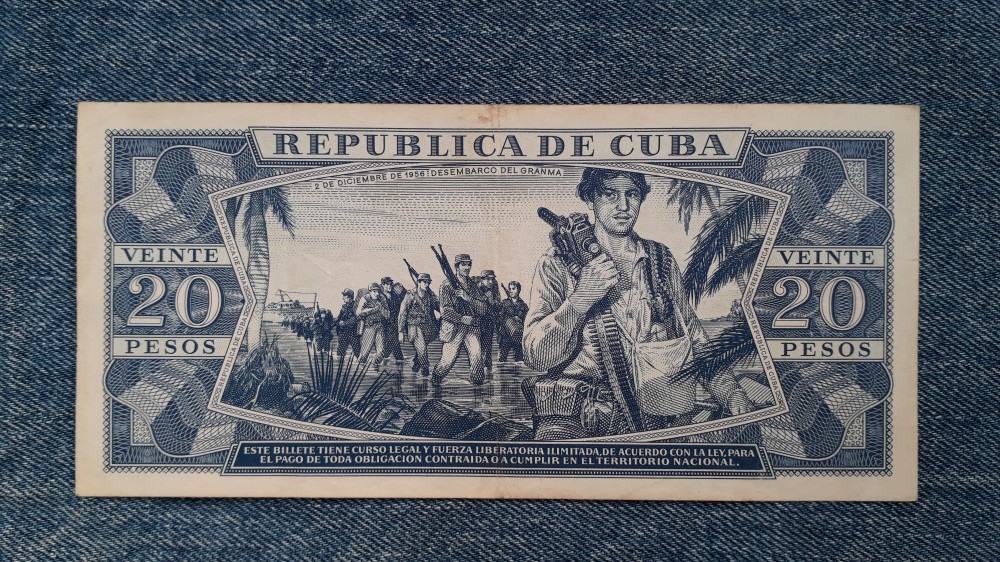 REPUBLICA DE CUBA
2 DE DICIEMBRE DE 1956: DESEMBARCO DEL GRANMA
VEINTE
20
PESOS
VEINTE
20
PESOS
ESTE BILLETE TIENE CURSO LEGAL Y FUERZA LIBERATORIA ILIMITADA, DE ACUERDO CON LA LEY, PARA
EL PAGO DE TODA OBLIGACION CONTRAIDA O A CUMPLIR EN EL TERRITORIO NACIONAL.